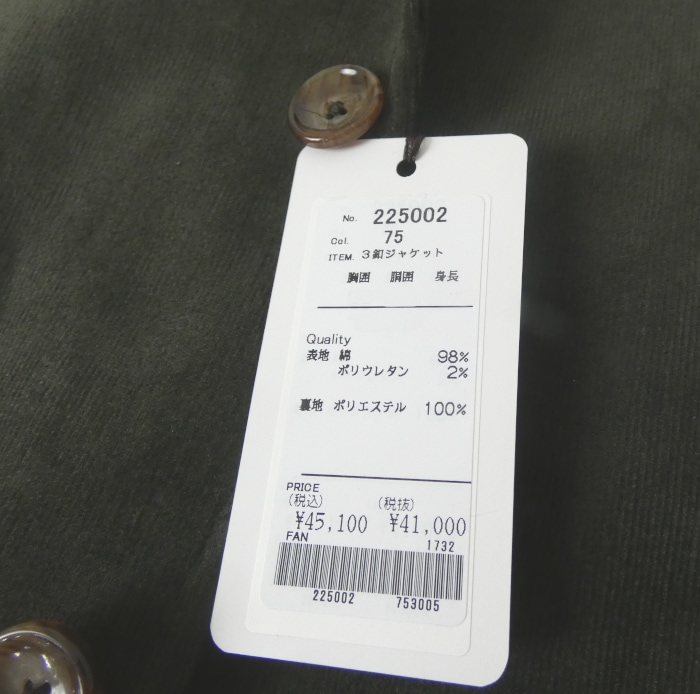 No. 225002
Col. 75
ITEM. 3釦ジャケット
胸囲 胴囲 身長
Quality
表地 綿 98%
ポリウレタン 2%
裏地 ポリエステル 100%
PRICE
(税込) (税抜)
¥45,100 ¥41,000
FAN 1732
225002 753005